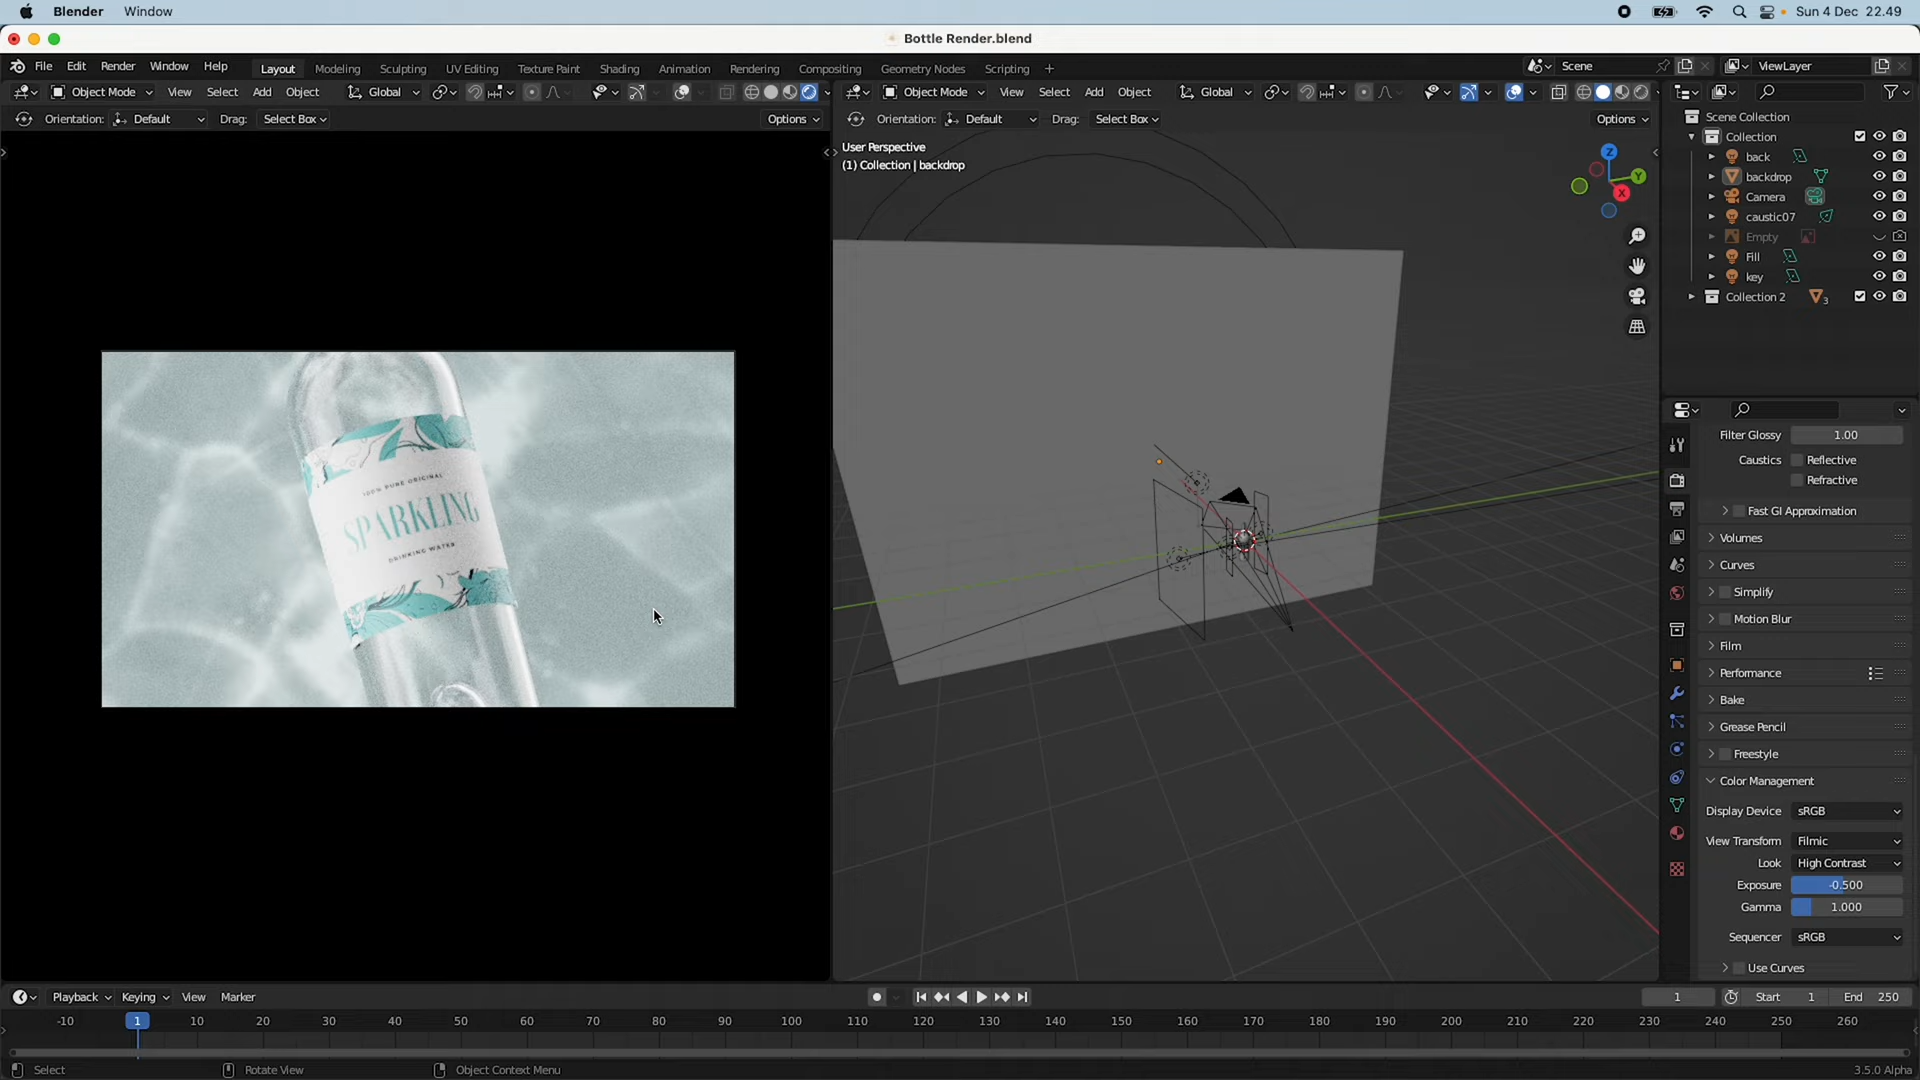 Blender Window Sun 4 Dec 22.49
Bottle Render.blend
File Edit Render Window Help Layout Modeling Sculpting UV Editing Texture Paint Shading Animation Rendering Compositing Geometry Nodes Scripting + Scene ViewLayer
Object Mode View Select Add Object Global Object Mode View Select Add Object Global
Orientation: Default Drag: Select Box Options Orientation: Default Drag: Select Box Options
User Perspective
(1) Collection | backdrop
Z
Y
X
Scene Collection
Collection
back
backdrop
Camera
caustic07
Empty
Fill
key
Collection 2 3
100% PURE ORIGINAL
SPARKLING
DRINKING WATER
Filter Glossy 1.00
Caustics Reflective
Refractive
Fast GI Approximation
Volumes
Curves
Simplify
Motion Blur
Film
Performance
Bake
Grease Pencil
Freestyle
Color Management
Display Device sRGB
View Transform Filmic
Look High Contrast
Exposure -0.500
Gamma 1.000
Sequencer sRGB
Use Curves
Playback Keying View Marker 1 Start 1 End 250
-10 1 10 20 30 40 50 60 70 80 90 100 110 120 130 140 150 160 170 180 190 200 210 220 230 240 250 260
Select Rotate View Object Context Menu 3.5.0 Alpha